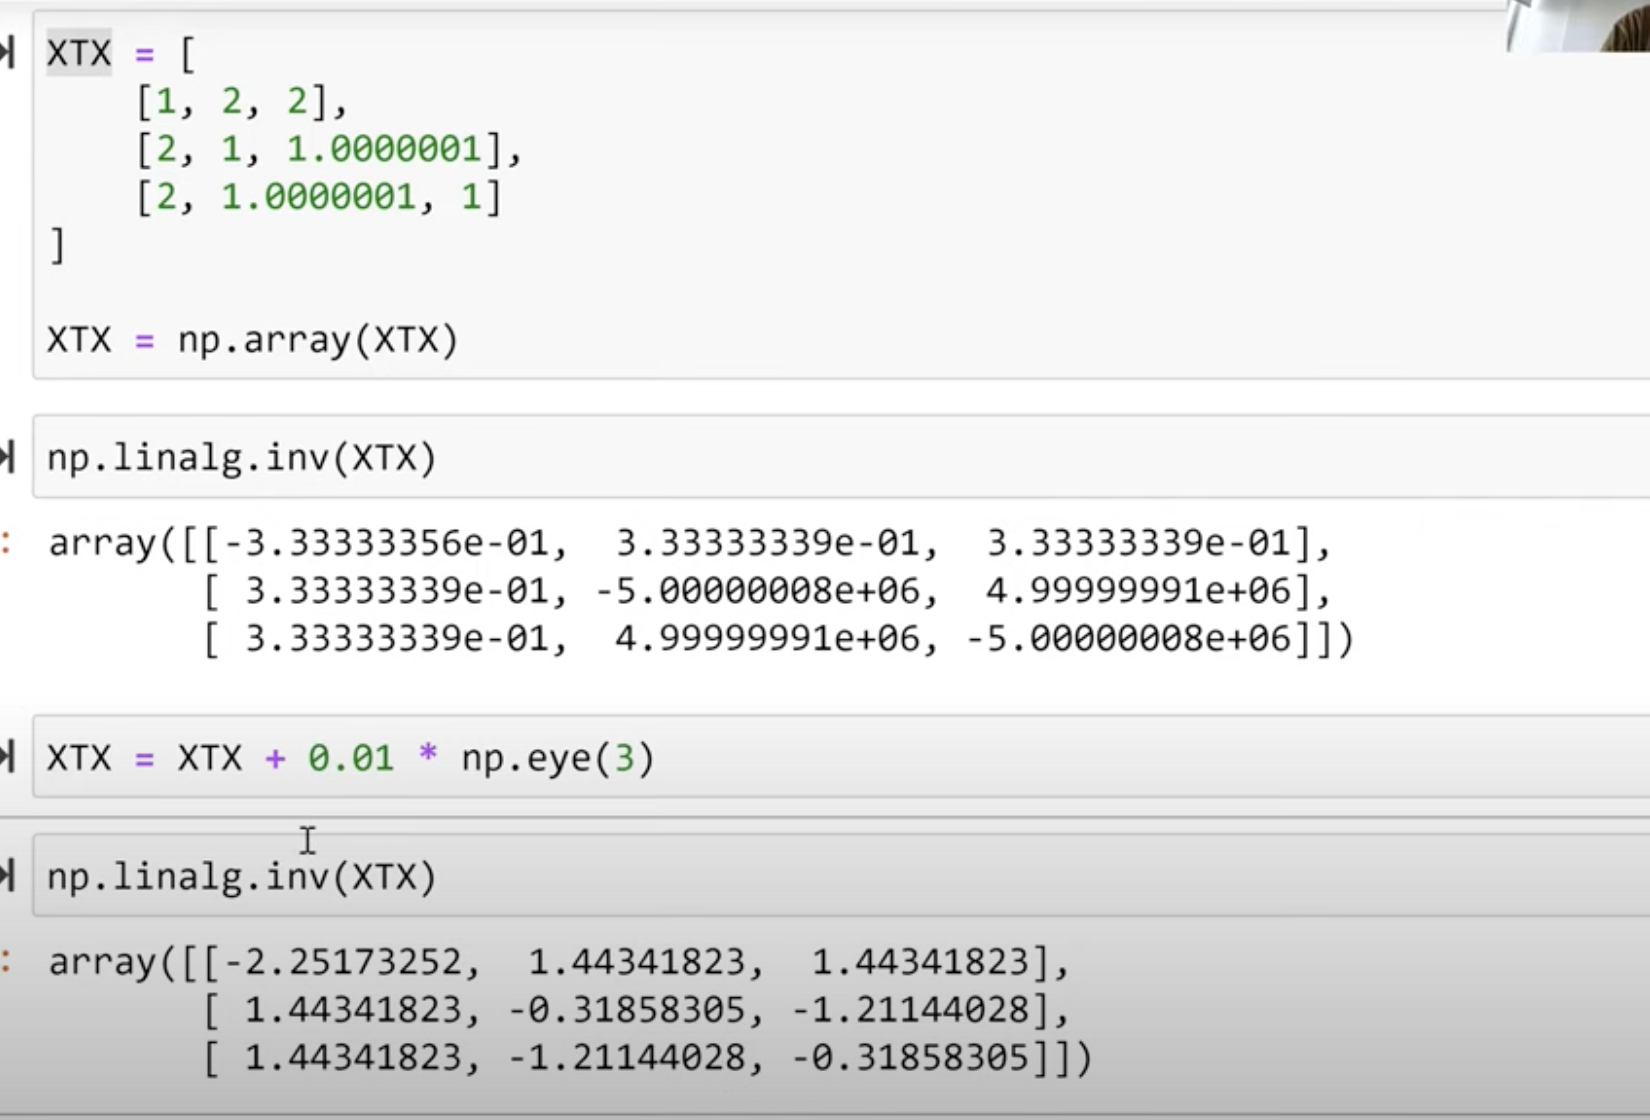 XTX = [
    [1, 2, 2],
    [2, 1, 1.0000001],
    [2, 1.0000001, 1]
]
XTX = np.array(XTX)
np.linalg.inv(XTX)
: array([[-3.33333356e-01,  3.33333339e-01,  3.33333339e-01],
       [ 3.33333339e-01, -5.00000008e+06,  4.99999991e+06],
       [ 3.33333339e-01,  4.99999991e+06, -5.00000008e+06]])
XTX = XTX + 0.01 * np.eye(3)
np.linalg.inv(XTX)
: array([[-2.25173252,  1.44341823,  1.44341823],
       [ 1.44341823, -0.31858305, -1.21144028],
       [ 1.44341823, -1.21144028, -0.31858305]])